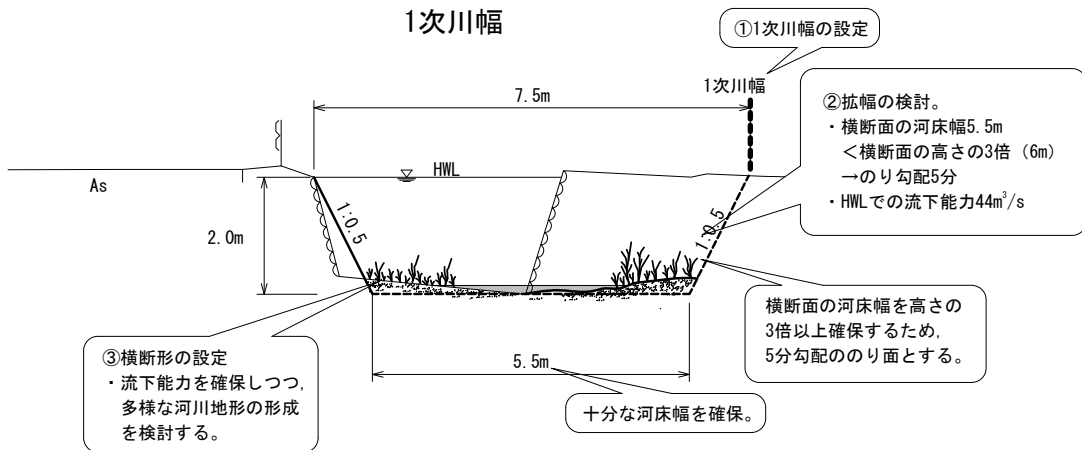 1次川幅
①1次川幅の設定
1次川幅
7.5m
②拡幅の検討。
・横断面の河床幅5.5m
＜横断面の高さの3倍（6m）
→のり勾配5分
・HWLでの流下能力44m³/s
HWL
As
1:0.5
1:0.5
2.0m
横断面の河床幅を高さの
3倍以上確保するため,
5分勾配ののり面とする。
③横断形の設定
・流下能力を確保しつつ,
多様な河川地形の形成
を検討する。
5.5m
十分な河床幅を確保。